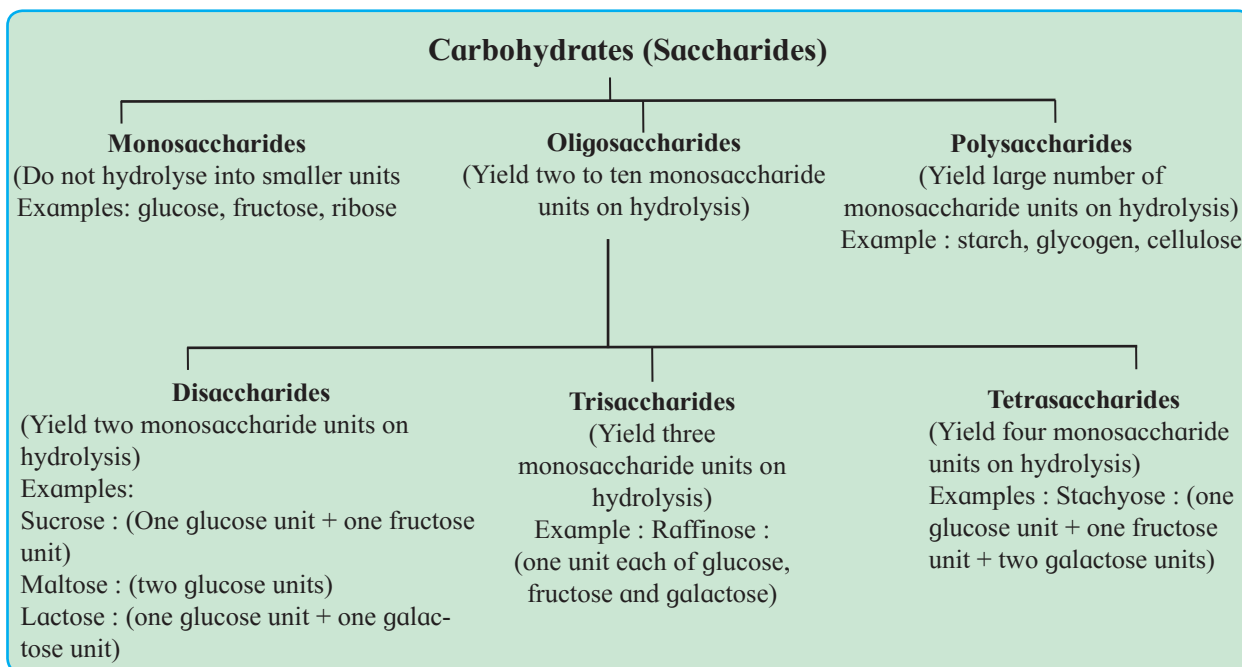 Carbohydrates (Saccharides)
Monosaccharides
(Do not hydrolyse into smaller units
Examples: glucose, fructose, ribose
Oligosaccharides
(Yield two to ten monosaccharide
units on hydrolysis)
Polysaccharides
(Yield large number of
monosaccharide units on hydrolysis)
Example : starch, glycogen, cellulose
Disaccharides
(Yield two monosaccharide units on
hydrolysis)
Examples:
Sucrose : (One glucose unit + one fructose
unit)
Maltose : (two glucose units)
Lactose : (one glucose unit + one galac-
tose unit)
Trisaccharides
(Yield three
monosaccharide units on
hydrolysis)
Example : Raffinose :
(one unit each of glucose,
fructose and galactose)
Tetrasaccharides
(Yield four monosaccharide
units on hydrolysis)
Examples : Stachyose : (one
glucose unit + one fructose
unit + two galactose units)